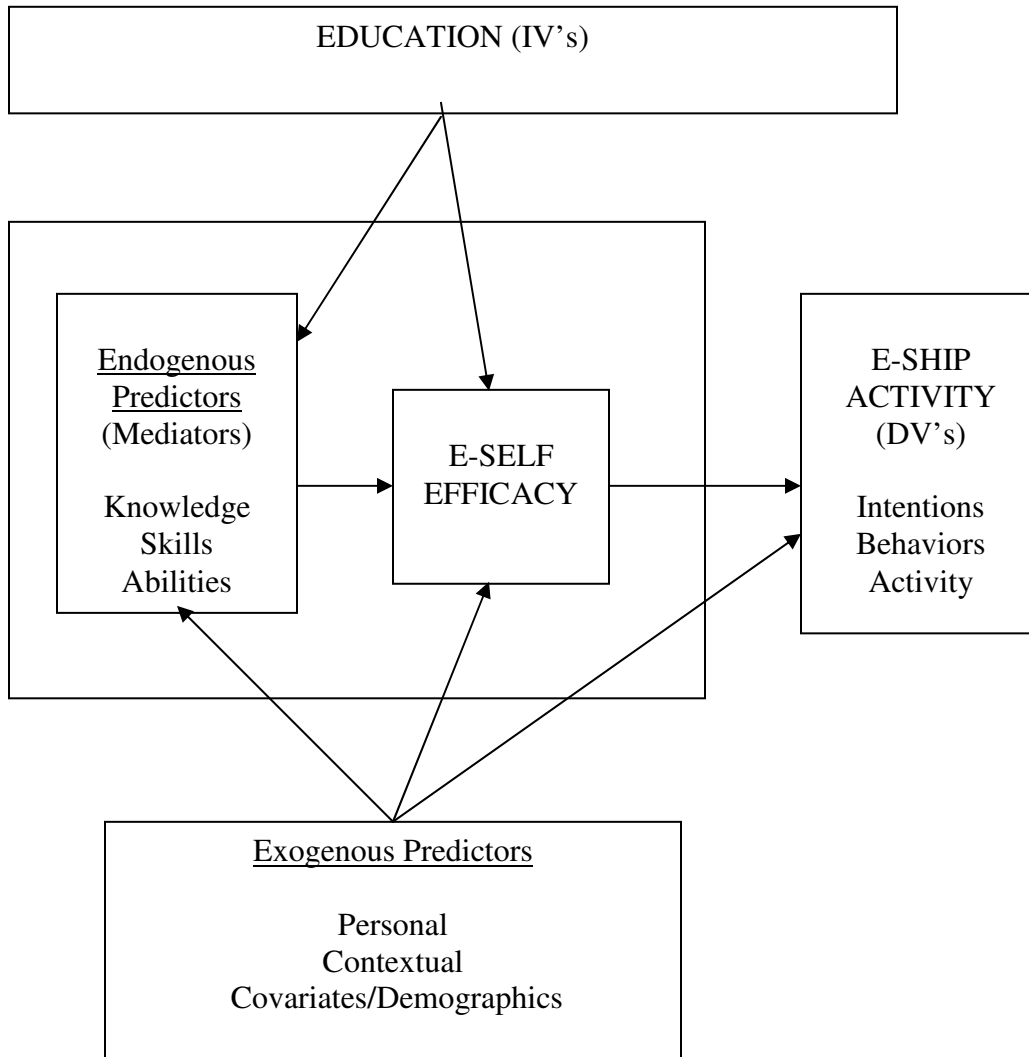 EDUCATION (IV's)
Endogenous
Predictors
(Mediators)
Knowledge
Skills
Abilities
E-SELF
EFFICACY
E-SHIP
ACTIVITY
(DV's)
Intentions
Behaviors
Activity
Exogenous Predictors
Personal
Contextual
Covariates/Demographics